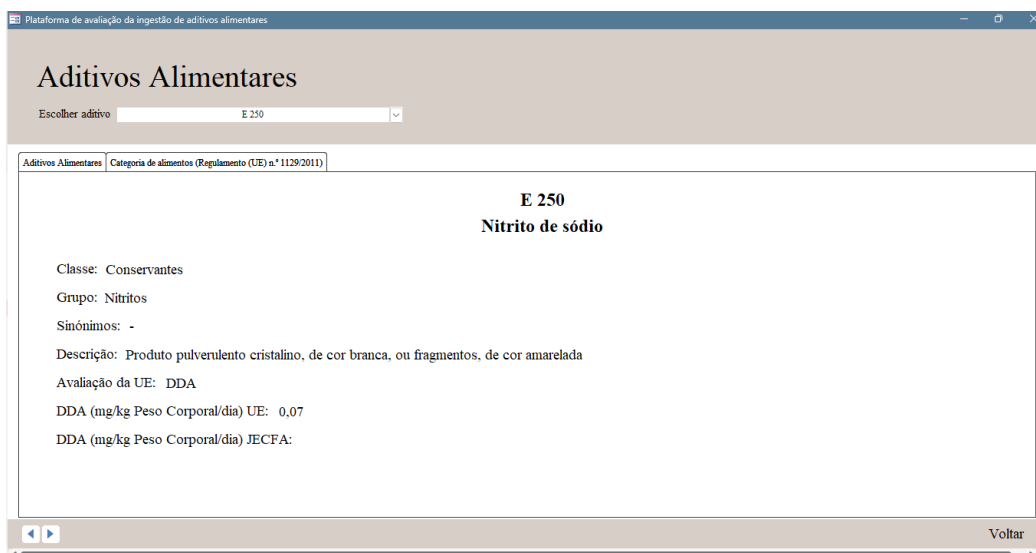 Plataforma de avaliação da ingestão de aditivos alimentares
Aditivos Alimentares
Escolher aditivo E 250
Aditivos Alimentares Categoria de alimentos (Regulamento (UE) n.º 1129/2011)
E 250
Nitrito de sódio
Classe: Conservantes
Grupo: Nitritos
Sinónimos: -
Descrição: Produto pulverulento cristalino, de cor branca, ou fragmentos, de cor amarelada
Avaliação da UE: DDA
DDA (mg/kg Peso Corporal/dia) UE: 0,07
DDA (mg/kg Peso Corporal/dia) JECFA:
Voltar